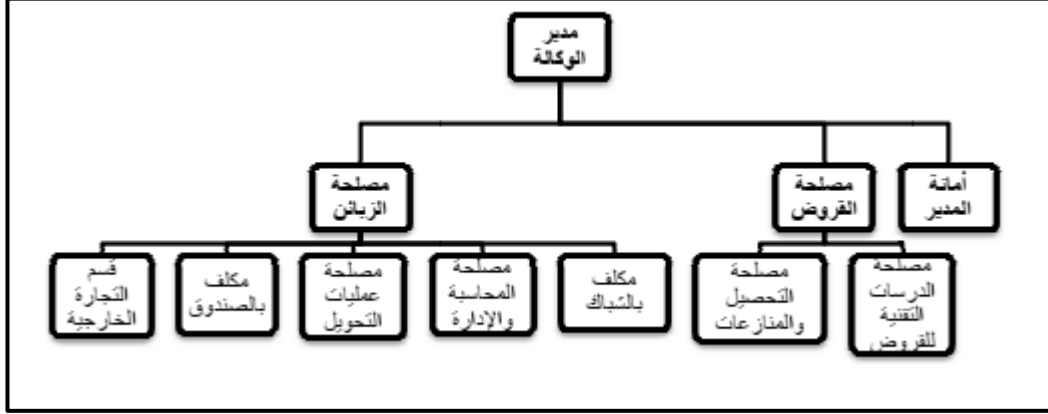 مدير
الوكالة
أمانة
المدير
مصلحة
القروض
مصلحة
الزبائن
مصلحة
الدرسات
التقنية
للقروض
مصلحة
التحصيل
والمنازعات
مكلف
بالشباك
مصلحة
المحاسبة
والإدارة
مصلحة
عمليات
التحويل
مكلف
بالصندوق
قسم
التجارة
الخارجية